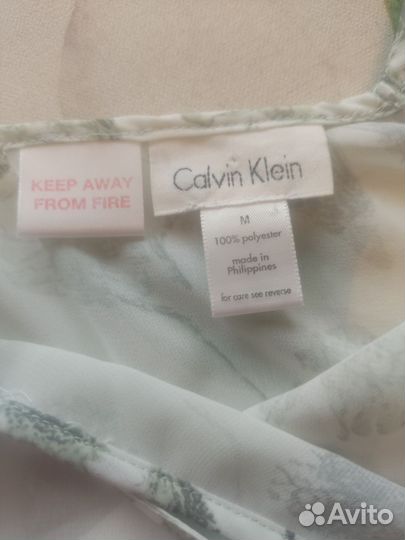 KEEP AWAY
FROM FIRE
Calvin Klein
M
100% polyester
made in
Philippines
for care see reverse
Avito